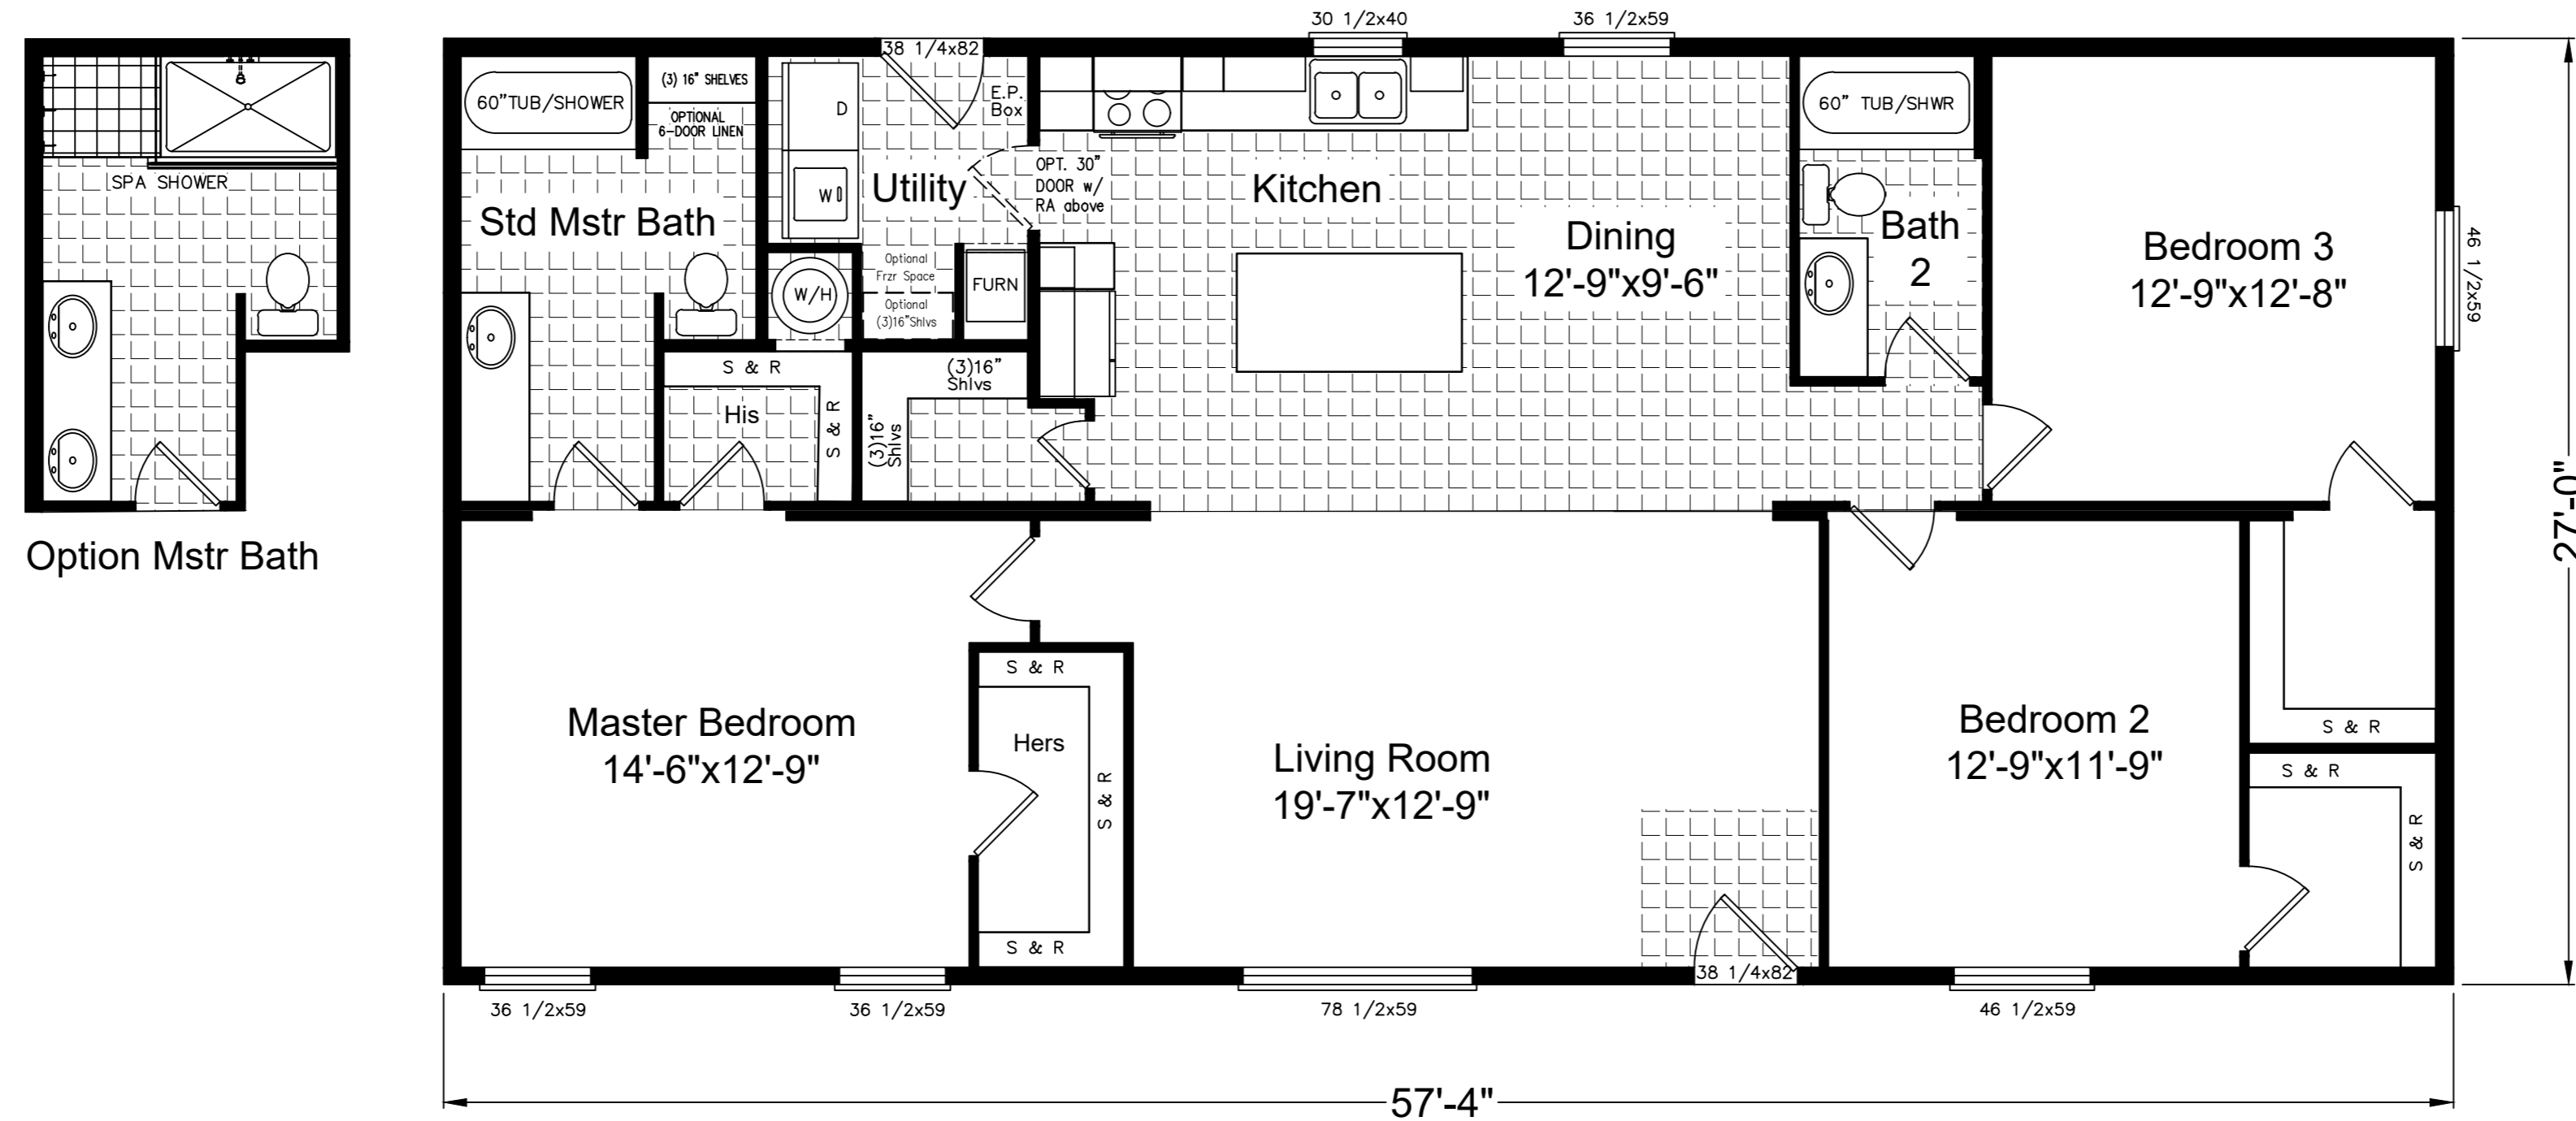 30 1/2x40
36 1/2x59
38 1/4x82
60"TUB/SHOWER
(3) 16" SHELVES
OPTIONAL
6-DOOR LINEN
D
E.P.
Box
60" TUB/SHWR
SPA SHOWER
Std Mstr Bath
W
Utility
OPT. 30"
DOOR w/
RA above
Kitchen
Dining
12'-9"x9'-6"
Bath
2
Bedroom 3
12'-9"x12'-8"
46 1/2x59
W/H
Optional
Frzr Space
Optional
(3)16"Shlvs
FURN
S & R
His
S & R
(3)16"
Shlvs
(3)16"
Shlvs
27'-0"
Option Mstr Bath
S & R
Master Bedroom
14'-6"x12'-9"
Hers
S & R
S & R
Living Room
19'-7"x12'-9"
Bedroom 2
12'-9"x11'-9"
S & R
S & R
S & R
38 1/4x82
36 1/2x59
36 1/2x59
78 1/2x59
46 1/2x59
57'-4"